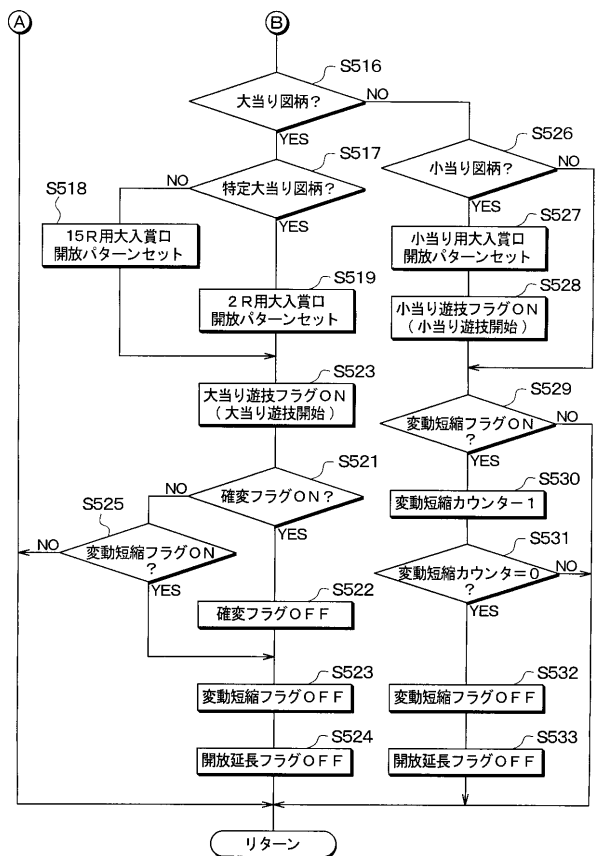 A
B
S516
大当り図柄?
NO
YES
S517
特定大当り図柄?
NO
YES
S518
15R用大入賞口
開放パターンセット
S519
2R用大入賞口
開放パターンセット
S523
大当り遊技フラグON
(大当り遊技開始)
S521
確変フラグON?
NO
YES
S525
変動短縮フラグON
?
NO
YES
S522
確変フラグOFF
S523
変動短縮フラグOFF
S524
開放延長フラグOFF
S526
小当り図柄?
NO
YES
S527
小当り用大入賞口
開放パターンセット
S528
小当り遊技フラグON
(小当り遊技開始)
S529
変動短縮フラグON
?
NO
YES
S530
変動短縮カウンタ-1
S531
変動短縮カウンタ=0
?
NO
YES
S532
変動短縮フラグOFF
S533
開放延長フラグOFF
リターン